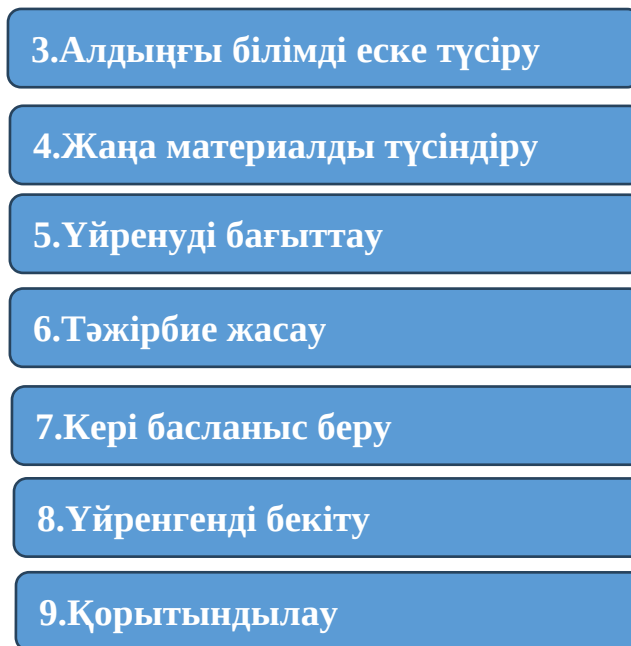 3.Алдыңғы білімді еске түсіру
4.Жаңа материалды түсіндіру
5.Үйренуді бағыттау
6.Тәжірбие жасау
7.Кері басланыс беру
8.Үйренгенді бекіту
9.Қорытындылау